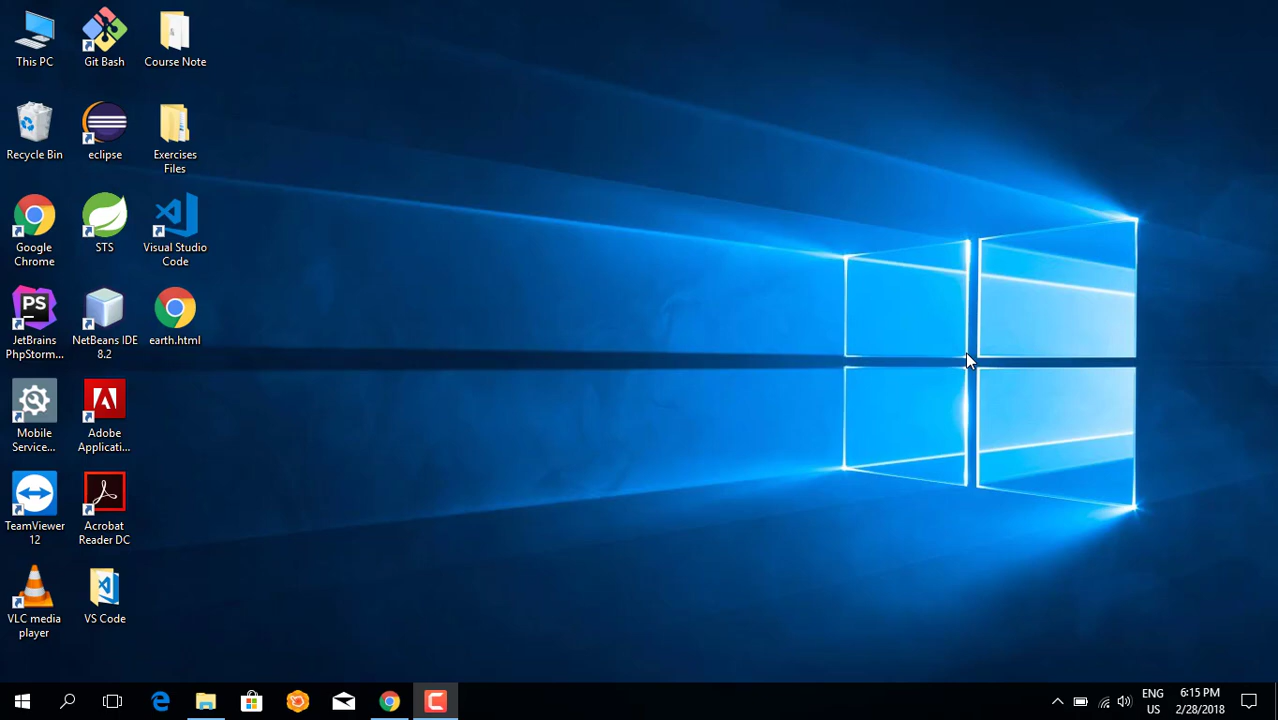 This PC
Git Bash
Course Note
Recycle Bin
eclipse
Exercises
Files
Google
Chrome
STS
Visual Studio
Code
PS
JetBrains
PhpStorm...
NetBeans IDE
8.2
earth.html
Mobile
Service...
Adobe
Applicati...
TeamViewer
12
Acrobat
Reader DC
VLC media
player
VS Code
ENG
US
6:15 PM
2/28/2018